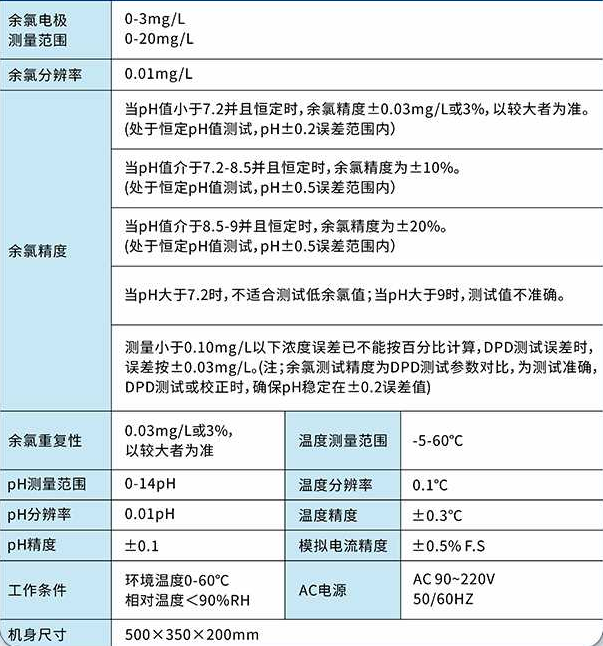 余氯电极
测量范围
0-3mg/L
0-20mg/L
余氯分辨率
0.01mg/L
余氯精度
当pH值小于7.2并且恒定时,余氯精度±0.03mg/L或3%,以较大者为准。
(处于恒定pH值测试,pH±0.2误差范围内)
当pH值介于7.2-8.5并且恒定时,余氯精度为±10%。
(处于恒定pH值测试,pH±0.5误差范围内)
当pH值介于8.5-9并且恒定时,余氯精度为±20%。
(处于恒定pH值测试,pH±0.5误差范围内)
当pH大于7.2时,不适合测试低余氯值;当pH大于9时,测试值不准确。
测量小于0.10mg/L以下浓度误差已不能按百分比计算,DPD测试误差时,
误差按±0.03mg/L。(注;余氯测试精度为DPD测试参数对比,为测试准确,
DPD测试或校正时,确保pH稳定在±0.2误差值)
余氯重复性
0.03mg/L或3%,
以较大者为准
温度测量范围
-5-60℃
pH测量范围
0-14pH
温度分辨率
0.1℃
pH分辨率
0.01pH
温度精度
±0.3℃
pH精度
±0.1
模拟电流精度
±0.5% F.S
工作条件
环境温度0-60℃
相对温度＜90%RH
AC电源
AC 90~220V
50/60HZ
机身尺寸
500×350×200mm